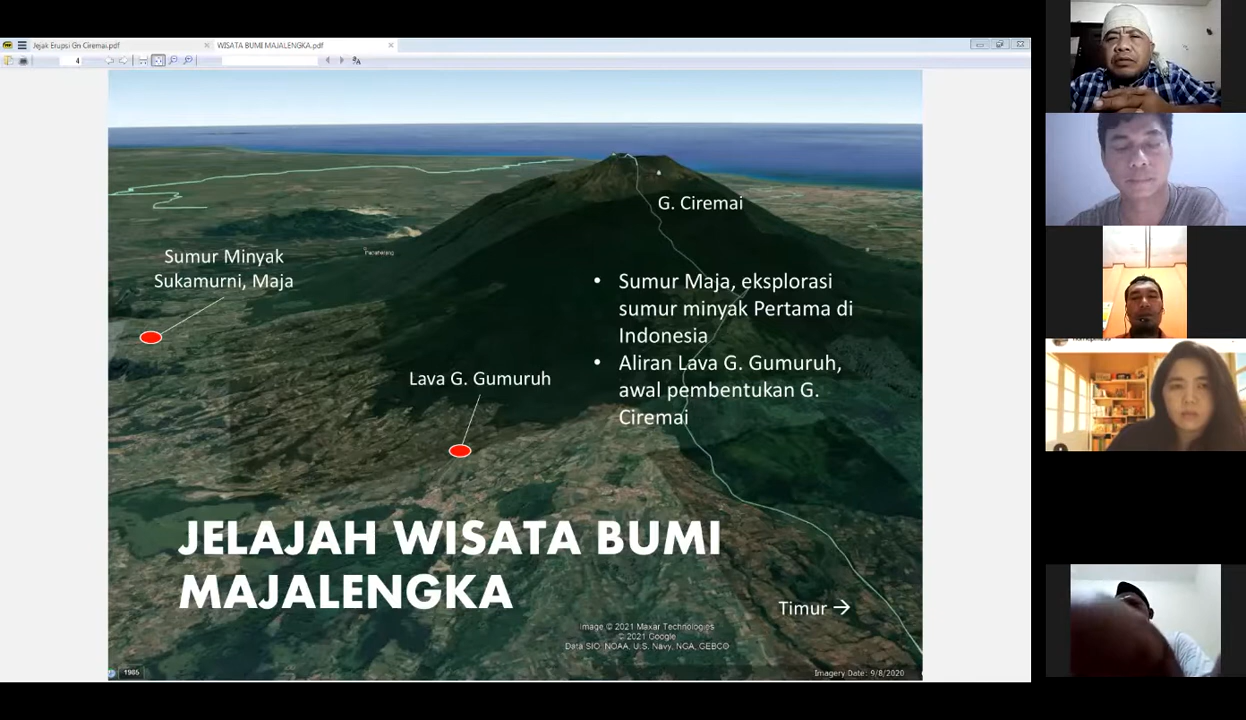 Jejak Erupsi Gn Ciremai.pdf
WISATA BUMI MAJALENGKA.pdf
4
G. Ciremai
Sumur Minyak
Sukamurni, Maja
• Sumur Maja, eksplorasi
sumur minyak Pertama di
Indonesia
• Aliran Lava G. Gumuruh,
awal pembentukan G.
Ciremai
Lava G. Gumuruh
JELAJAH WISATA BUMI
MAJALENGKA
Timur →
Image © 2021 Maxar Technologies
© 2021 Google
Data SIO, NOAA, U.S. Navy, NGA, GEBCO
1985
Imagery Date: 9/8/2020